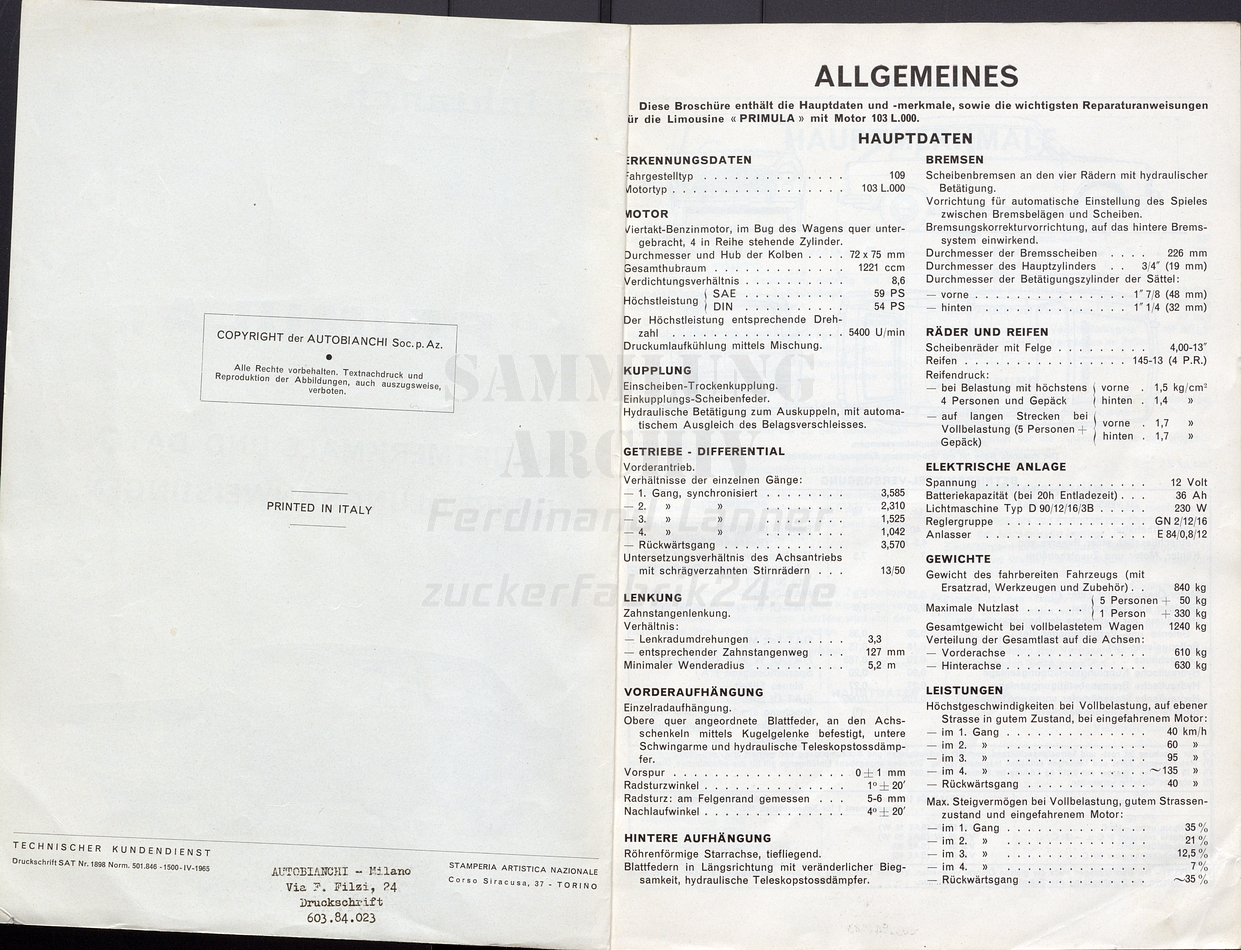 COPYRIGHT der AUTOBIANCHI Soc. p. Az.
Alle Rechte vorbehalten. Textnachdruck und
Reproduktion der Abbildungen, auch auszugsweise,
verboten.
PRINTED IN ITALY
TECHNISCHER KUNDENDIENST
Druckschrift SAT Nr. 1898 Norm. 501.846 - 1500 - IV-1965
AUTOBIANCHI - Milano
Via F. Filzi, 24
Druckschrift
603.84.023
STAMPERIA ARTISTICA NAZIONALE
Corso Siracusa, 37 - TORINO
SAMMLUNG
ARCHIV
Ferdinand Lanner
zuckerfabrik24.de
ALLGEMEINES
Diese Broschüre enthält die Hauptdaten und -merkmale, sowie die wichtigsten Reparaturanweisungen
ür die Limousine « PRIMULA » mit Motor 103 L.000.
HAUPTDATEN
ERKENNUNGSDATEN
Fahrgestelltyp . . . . . . . . . . . . . 109
Motortyp . . . . . . . . . . . . . . . . 103 L.000
MOTOR
Viertakt-Benzinmotor, im Bug des Wagens quer unter-
gebracht, 4 in Reihe stehende Zylinder.
Durchmesser und Hub der Kolben . . . . 72 x 75 mm
Gesamthubraum . . . . . . . . . . . . . 1221 ccm
Verdichtungsverhältnis . . . . . . . . . . 8,6
Höchstleistung { SAE . . . . . . . . . . 59 PS
DIN . . . . . . . . . . 54 PS
Der Höchstleistung entsprechende Dreh-
zahl . . . . . . . . . . . . . . . . . 5400 U/min
Druckumlaufkühlung mittels Mischung.
KUPPLUNG
Einscheiben-Trockenkupplung.
Einkupplungs-Scheibenfeder.
Hydraulische Betätigung zum Auskuppeln, mit automa-
tischem Ausgleich des Belagsverschleisses.
GETRIEBE - DIFFERENTIAL
Vorderantrieb.
Verhältnisse der einzelnen Gänge:
— 1. Gang, synchronisiert . . . . . . . . 3,585
— 2. » » . . . . . . . . 2,310
— 3. » » . . . . . . . . 1,525
— 4. » » . . . . . . . . 1,042
— Rückwärtsgang . . . . . . . . . . . . 3,570
Untersetzungsverhältnis des Achsantriebs
mit schrägverzahnten Stirnrädern . . . 13/50
LENKUNG
Zahnstangenlenkung.
Verhältnis:
— Lenkradumdrehungen . . . . . . . . . 3,3
— entsprechender Zahnstangenweg . . . 127 mm
Minimaler Wenderadius . . . . . . . . . . 5,2 m
VORDERAUFHÄNGUNG
Einzelradaufhängung.
Obere quer angeordnete Blattfeder, an den Achs-
schenkeln mittels Kugelgelenke befestigt, untere
Schwingarme und hydraulische Teleskopstossdämp-
fer.
Vorspur . . . . . . . . . . . . . . . . . 0 ± 1 mm
Radsturzwinkel . . . . . . . . . . . . . . 1º ± 20′
Radsturz: am Felgenrand gemessen . . . 5-6 mm
Nachlaufwinkel . . . . . . . . . . . . . . 4º ± 20′
HINTERE AUFHÄNGUNG
Röhrenförmige Starrachse, tiefliegend.
Blattfedern in Längsrichtung mit veränderlicher Bieg-
samkeit, hydraulische Teleskopstossdämpfer.
BREMSEN
Scheibenbremsen an den vier Rädern mit hydraulischer
Betätigung.
Vorrichtung für automatische Einstellung des Spieles
zwischen Bremsbelägen und Scheiben.
Bremsungskorrekturvorrichtung, auf das hintere Brems-
system einwirkend.
Durchmesser der Bremsscheiben . . . . 226 mm
Durchmesser des Hauptzylinders . . 3/4″ (19 mm)
Durchmesser der Betätigungszylinder der Sättel:
— vorne . . . . . . . . . . . . . . . 1″ 7/8 (48 mm)
— hinten . . . . . . . . . . . . . . . 1″ 1/4 (32 mm)
RÄDER UND REIFEN
Scheibenräder mit Felge . . . . . . . . . 4,00-13″
Reifen . . . . . . . . . . . . . . . . 145-13 (4 P.R.)
Reifendruck:
— bei Belastung mit höchstens { vorne . 1,5 kg/cm²
4 Personen und Gepäck hinten . 1,4 »
— auf langen Strecken bei
Vollbelastung (5 Personen + { vorne . 1,7 »
Gepäck) hinten . 1,7 »
ELEKTRISCHE ANLAGE
Spannung . . . . . . . . . . . . . . . . 12 Volt
Batteriekapazität (bei 20h Entladezeit) . . . 36 Ah
Lichtmaschine Typ D 90/12/16/3B . . . . . 230 W
Reglergruppe . . . . . . . . . . . . . GN 2/12/16
Anlasser . . . . . . . . . . . . . . . E 84/0,8/12
GEWICHTE
Gewicht des fahrbereiten Fahrzeugs (mit
Ersatzrad, Werkzeugen und Zubehör) . . 840 kg
Maximale Nutzlast . . . . . . { 5 Personen + 50 kg
1 Person + 330 kg
Gesamtgewicht bei vollbelastetem Wagen 1240 kg
Verteilung der Gesamtlast auf die Achsen:
— Vorderachse . . . . . . . . . . . . . 610 kg
— Hinterachse . . . . . . . . . . . . . 630 kg
LEISTUNGEN
Höchstgeschwindigkeiten bei Vollbelastung, auf ebener
Strasse in gutem Zustand, bei eingefahrenem Motor:
— im 1. Gang . . . . . . . . . . . . . 40 km/h
— im 2. » . . . . . . . . . . . . . 60 »
— im 3. » . . . . . . . . . . . . . 95 »
— im 4. » . . . . . . . . . . . . . ~135 »
— Rückwärtsgang . . . . . . . . . . . 40 »
Max. Steigvermögen bei Vollbelastung, gutem Strassen-
zustand und eingefahrenem Motor:
— im 1. Gang . . . . . . . . . . . . . 35 %
— im 2. » . . . . . . . . . . . . . 21 %
— im 3. » . . . . . . . . . . . . . 12,5 %
— im 4. » . . . . . . . . . . . . . 7 %
— Rückwärtsgang . . . . . . . . . . . ~35 %